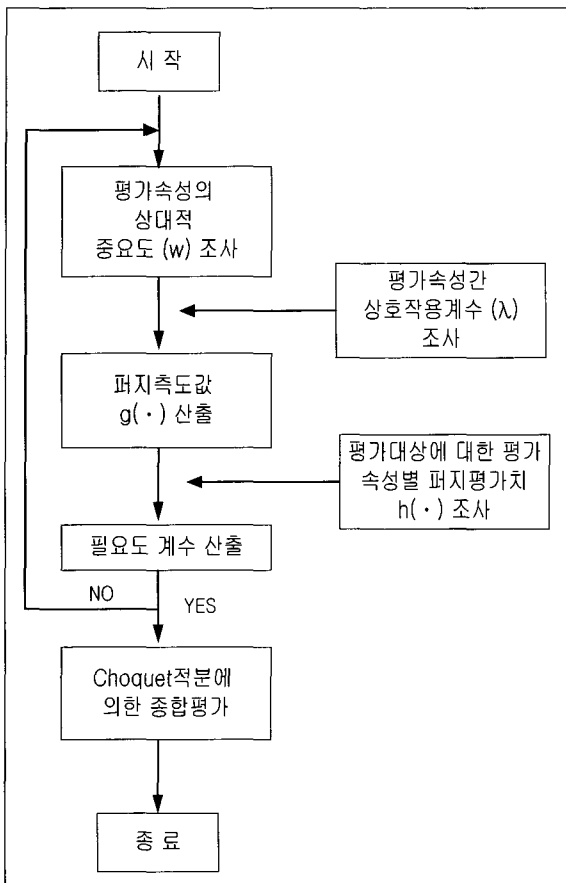 시 작
평가속성의
상대적
중요도 (w) 조사
평가속성간
상호작용계수 (λ)
조사
퍼지측도값
g(·) 산출
평가대상에 대한 평가
속성별 퍼지평가치
h(·) 조사
필요도 계수 산출
NO
YES
Choquet적분에
의한 종합평가
종 료